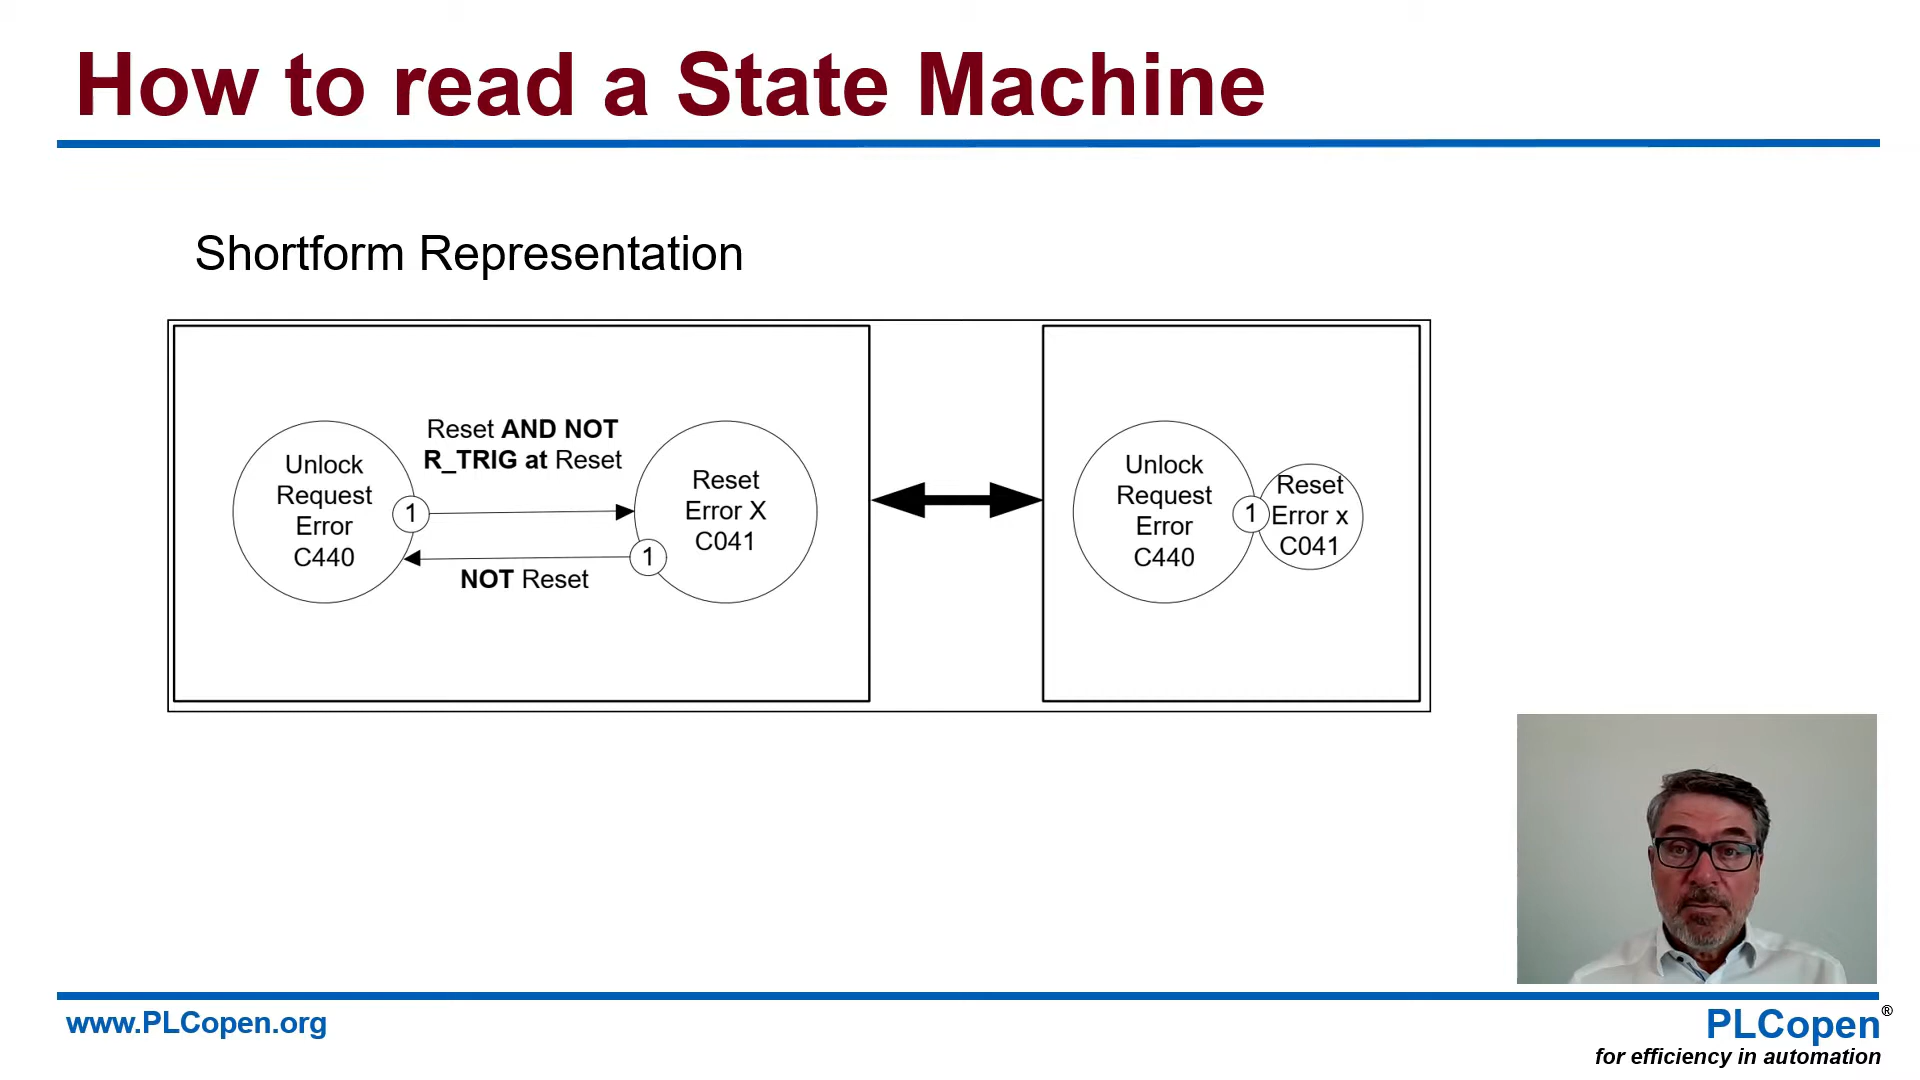 How to read a State Machine
Shortform Representation
Unlock
Request
Error
C440
1
Reset AND NOT
R_TRIG at Reset
NOT Reset
1
Reset
Error X
C041
Unlock
Request
Error
C440
1
Reset
Error x
C041
www.PLCopen.org
PLCopen®
for efficiency in automation